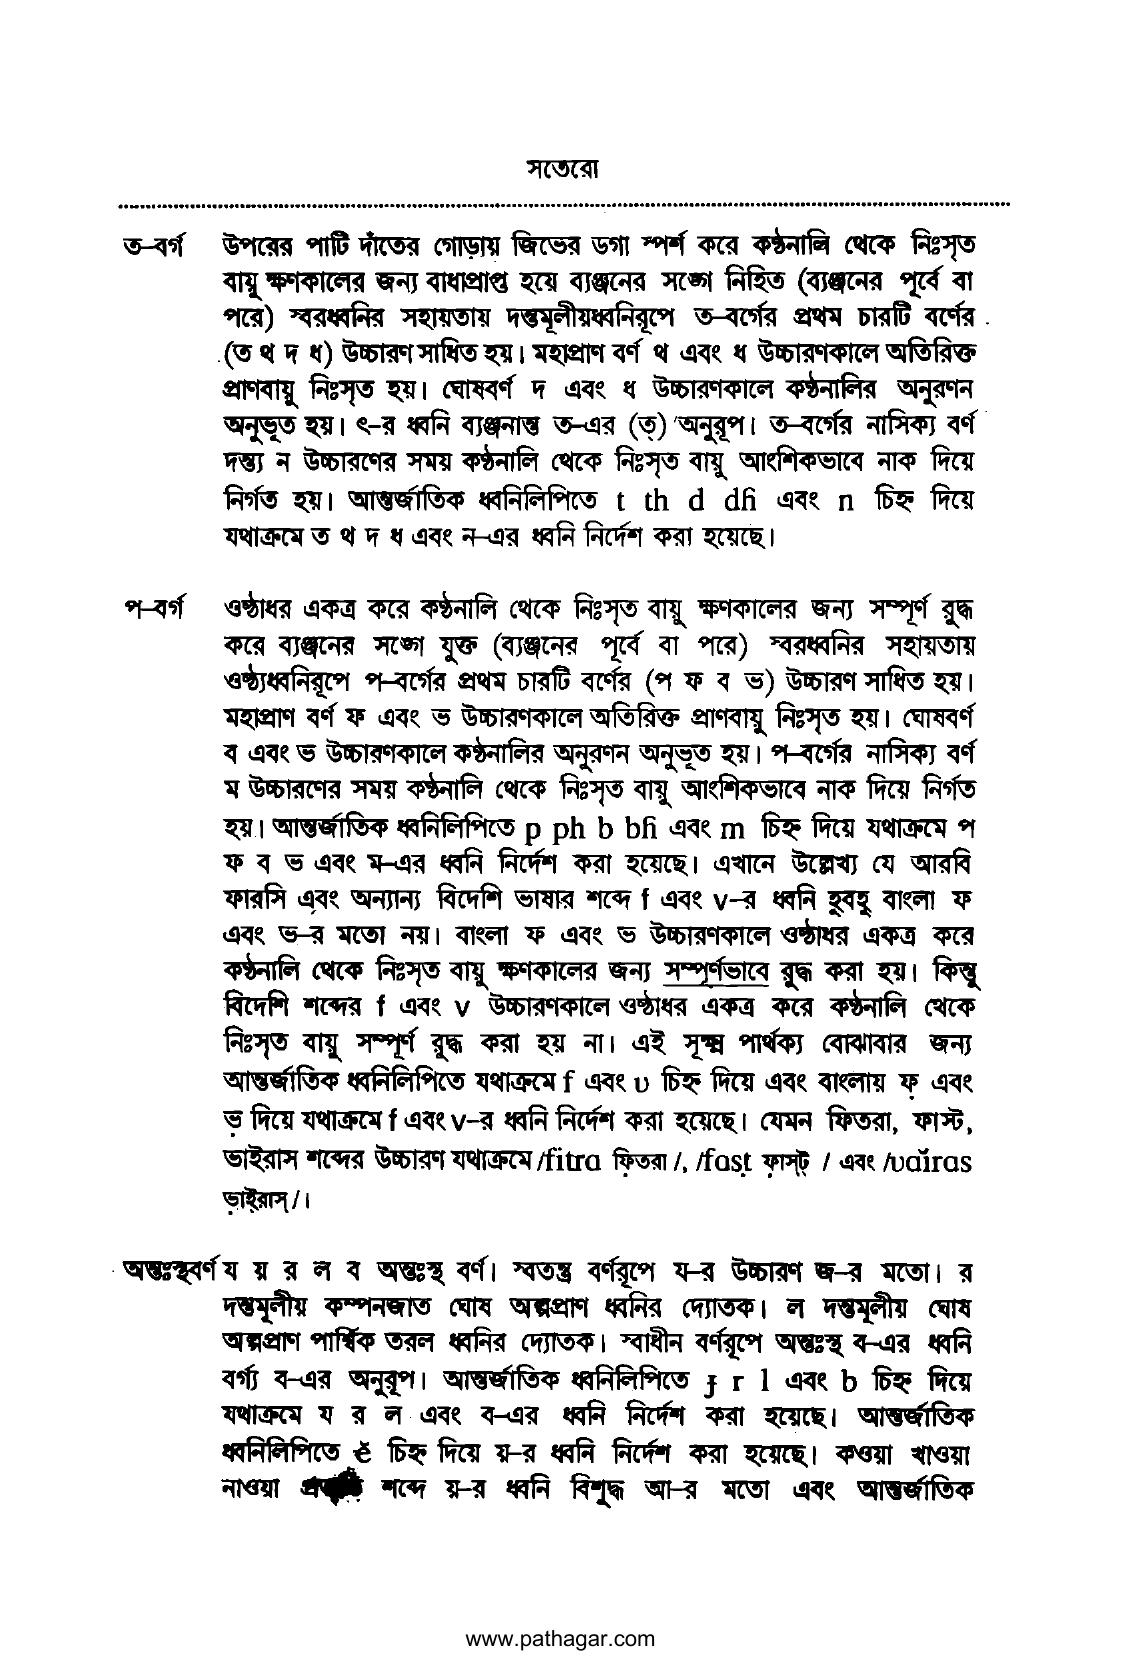 সতেরো
ত-বর্গ উপরের পাটি দাঁতের গোড়ায় জিভের ডগা স্পর্শ করে কণ্ঠনালি থেকে নিঃসৃত
বায়ু ক্ষণকালের জন্য বাধাপ্রাপ্ত হয়ে ব্যঞ্জনের সঙ্গে নিহিত (ব্যঞ্জনের পূর্বে বা
পরে) স্বরধ্বনির সহায়তায় দন্তমূলীয়ধ্বনিরূপে ত-বর্গের প্রথম চারটি বর্ণের
(ত থ দ ধ) উচ্চারণ সাধিত হয়। মহাপ্রাণ বর্ণ থ এবং ধ উচ্চারণকালে অতিরিক্ত
প্রাণবায়ু নিঃসৃত হয়। ঘোষবর্ণ দ এবং ধ উচ্চারণকালে কণ্ঠনালির অনুরণন
অনুভূত হয়। ৎ-র ধ্বনি ব্যঞ্জনান্ত ত-এর (ত্) অনুরূপ। ত-বর্গের নাসিক্য বর্ণ
দন্ত্য ন উচ্চারণের সময় কণ্ঠনালি থেকে নিঃসৃত বায়ু আংশিকভাবে নাক দিয়ে
নির্গত হয়। আন্তর্জাতিক ধ্বনিলিপিতে t th d dɦ এবং n চিহ্ন দিয়ে
যথাক্রমে ত থ দ ধ এবং ন-এর ধ্বনি নির্দেশ করা হয়েছে।
প-বর্গ ওষ্ঠাধর একত্র করে কণ্ঠনালি থেকে নিঃসৃত বায়ু ক্ষণকালের জন্য সম্পূর্ণ রুদ্ধ
করে ব্যঞ্জনের সঙ্গে যুক্ত (ব্যঞ্জনের পূর্বে বা পরে) স্বরধ্বনির সহায়তায়
ওষ্ঠ্যধ্বনিরূপে প-বর্গের প্রথম চারটি বর্ণের (প ফ ব ভ) উচ্চারণ সাধিত হয়।
মহাপ্রাণ বর্ণ ফ এবং ভ উচ্চারণকালে অতিরিক্ত প্রাণবায়ু নিঃসৃত হয়। ঘোষবর্ণ
ব এবং ভ উচ্চারণকালে কণ্ঠনালির অনুরণন অনুভূত হয়। প-বর্গের নাসিক্য বর্ণ
ম উচ্চারণের সময় কণ্ঠনালি থেকে নিঃসৃত বায়ু আংশিকভাবে নাক দিয়ে নির্গত
হয়। আন্তর্জাতিক ধ্বনিলিপিতে p ph b bɦ এবং m চিহ্ন দিয়ে যথাক্রমে প
ফ ব ভ এবং ম-এর ধ্বনি নির্দেশ করা হয়েছে। এখানে উল্লেখ্য যে আরবি
ফারসি এবং অন্যান্য বিদেশি ভাষার শব্দে f এবং v-র ধ্বনি হুবহু বাংলা ফ
এবং ভ-র মতো নয়। বাংলা ফ এবং ভ উচ্চারণকালে ওষ্ঠাধর একত্র করে
কণ্ঠনালি থেকে নিঃসৃত বায়ু ক্ষণকালের জন্য সম্পূর্ণভাবে রুদ্ধ করা হয়। কিন্তু
বিদেশী শব্দের f এবং v উচ্চারণকালে ওষ্ঠাধর একত্র করে কণ্ঠনালি থেকে
নিঃসৃত বায়ু সম্পূর্ণ রুদ্ধ করা হয় না। এই সূক্ষ্ম পার্থক্য বোঝাবার জন্য
আন্তর্জাতিক ধ্বনিলিপিতে যথাক্রমে f এবং ʋ চিহ্ন দিয়ে এবং বাংলায় ফ় এবং
ভ় দিয়ে যথাক্রমে f এবং v-র ধ্বনি নির্দেশ করা হয়েছে। যেমন ফিতরা, ফাস্ট,
ভাইরাস শব্দের উচ্চারণ যথাক্রমে /fitra ফ়িতরা /, /fasṭ ফ়াস্ট্ / এবং /ʋaĭras
ভ়াইরাস্ / ।
অন্তঃস্থবর্ণ য য় র ল ব অন্তঃস্থ বর্ণ। স্বতন্ত্র বর্ণরূপে য-র উচ্চারণ জ-র মতো। র
দন্তমূলীয় কম্পনজাত ঘোষ অল্পপ্রাণ ধ্বনির দ্যোতক। ল দন্তমূলীয় ঘোষ
অল্পপ্রাণ পার্শ্বিক তরল ধ্বনির দ্যোতক। স্বাধীন বর্ণরূপে অন্তঃস্থ ব-এর ধ্বনি
বর্গ্য ব-এর অনুরূপ। আন্তর্জাতিক ধ্বনিলিপিতে ɟ r l এবং b চিহ্ন দিয়ে
যথাক্রমে য র ল এবং ব-এর ধ্বনি নির্দেশ করা হয়েছে। আন্তর্জাতিক
ধ্বনিলিপিতে ĕ চিহ্ন দিয়ে য়-র ধ্বনি নির্দেশ করা হয়েছে। কওয়া খাওয়া
নাওয়া শব্দে য়-র ধ্বনি বিশুদ্ধ আ-র মতো এবং আন্তর্জাতিক
www.pathagar.com